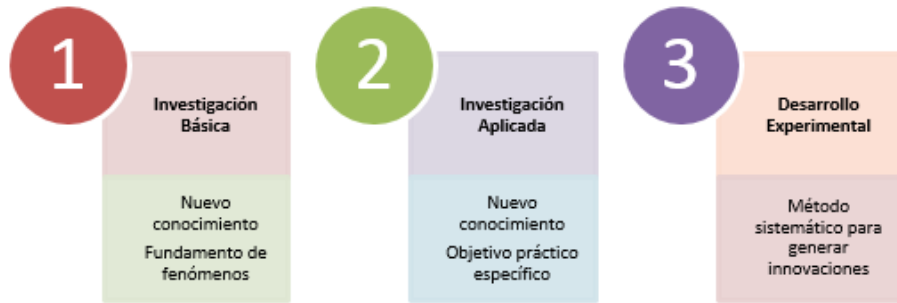 1
Investigación
Básica
Nuevo
conocimiento
Fundamento de
fenómenos
2
Investigación
Aplicada
Nuevo
conocimiento
Objetivo práctico
específico
3
Desarrollo
Experimental
Método
sistemático para
generar
innovaciones